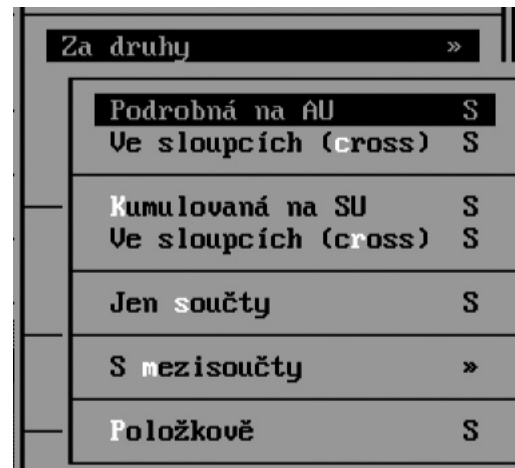 Za druhy »
Podrobná na AU S
Ve sloupcích (cross) S
Kumulovaná na SU S
Ve sloupcích (cross) S
Jen součty S
S mezisoučty »
Položkově S